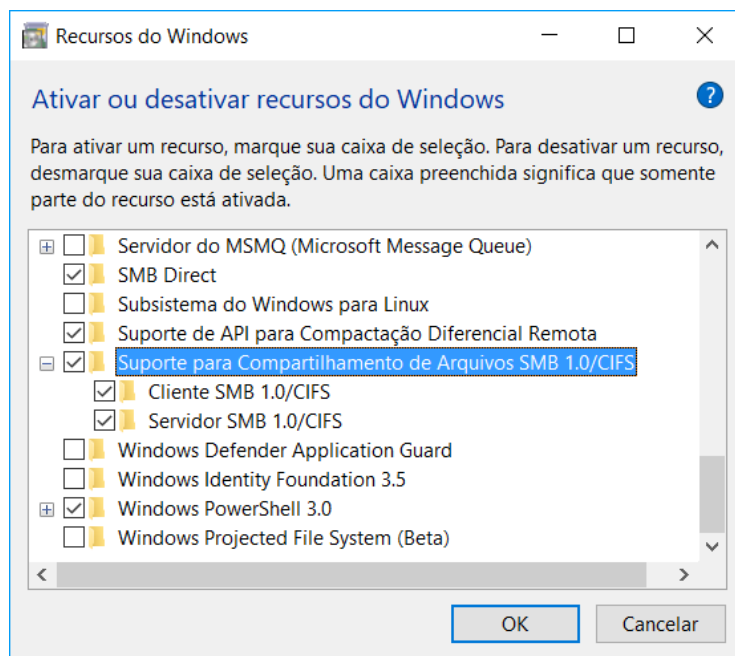 Recursos do Windows
Ativar ou desativar recursos do Windows
?
Para ativar um recurso, marque sua caixa de seleção. Para desativar um recurso,
desmarque sua caixa de seleção. Uma caixa preenchida significa que somente
parte do recurso está ativada.
Servidor do MSMQ (Microsoft Message Queue)
SMB Direct
Subsistema do Windows para Linux
Suporte de API para Compactação Diferencial Remota
Suporte para Compartilhamento de Arquivos SMB 1.0/CIFS
Cliente SMB 1.0/CIFS
Servidor SMB 1.0/CIFS
Windows Defender Application Guard
Windows Identity Foundation 3.5
Windows PowerShell 3.0
Windows Projected File System (Beta)
OK Cancelar